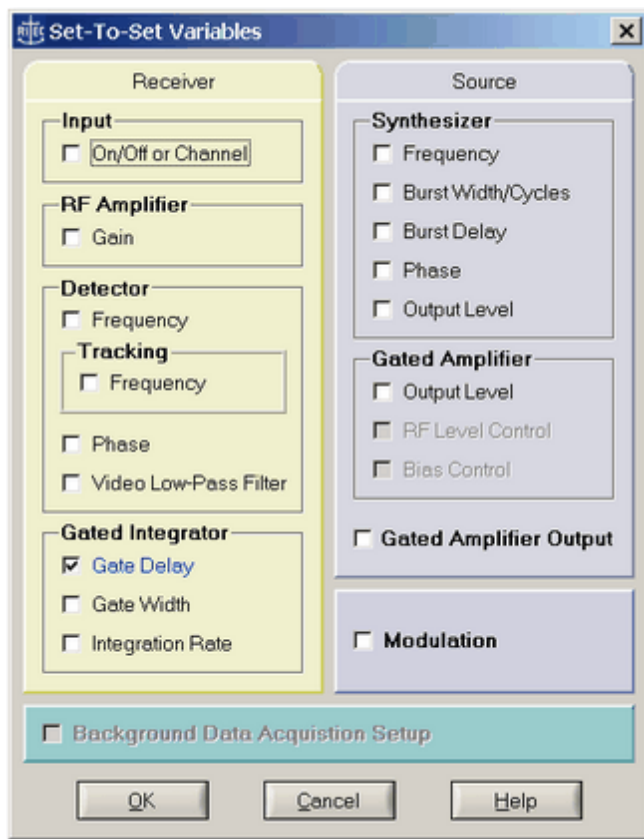 RITEC Set-To-Set Variables
Receiver
Input
On/Off or Channel
RF Amplifier
Gain
Detector
Frequency
Tracking
Frequency
Phase
Video Low-Pass Filter
Gated Integrator
Gate Delay
Gate Width
Integration Rate
Source
Synthesizer
Frequency
Burst Width/Cycles
Burst Delay
Phase
Output Level
Gated Amplifier
Output Level
RF Level Control
Bias Control
Gated Amplifier Output
Modulation
Background Data Acquistion Setup
OK
Cancel
Help